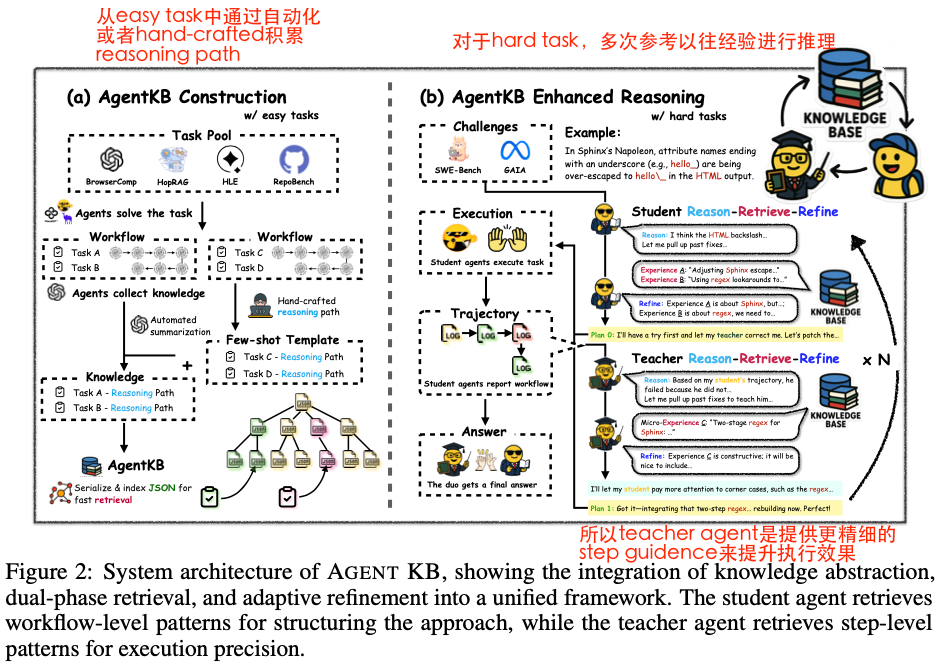 从easy task中通过自动化
或者hand-crafted积累
reasoning path
对于hard task，多次参考以往经验进行推理
(a) AgentKB Construction
w/ easy tasks
Task Pool
BrowserComp
HopRAG
HLE
RepoBench
Agents solve the task
Workflow
Task A
Task B
Workflow
Task C
Task D
Agents collect knowledge
Automated
summarization
Hand-crafted
reasoning path
+
Few-shot Template
Task C - Reasoning Path
Task D - Reasoning Path
Knowledge
Task A - Reasoning Path
Task B - Reasoning Path
AgentKB
Serialize & index JSON for
fast retrieval
(b) AgentKB Enhanced Reasoning
w/ hard tasks
Challenges
SWE-Bench
GAIA
Example:
In Sphinx's Napoleon, attribute names ending
with an underscore (e.g., hello_) are being
over-escaped to hello\_ in the HTML output.
KNOWLEDGE
BASE
Execution
Student agents execute task
Trajectory
LOG
LOG
LOG
LOG
Student agents report workflow
Answer
The duo gets a final answer
Student Reason-Retrieve-Refine
Reason: I think the HTML backslash...
Let me pull up past fixes...
Experience A: "Adjusting Sphinx escape..."
Experience B: "Using regex lookarounds to..."
KNOWLEDGE
BASE
Refine: Experience A is about Sphinx, but...;
Experience B is about regex, we need to...
Plan 0: I'll have a try first and let my teacher correct me. Let's patch the...
Teacher Reason-Retrieve-Refine
x N
Reason: Based on my student's trajectory, he
failed because he did not...
Let me pull up past fixes to teach him...
Micro-Experience C: "Two-stage regex for
Sphinx: ..."
KNOWLEDGE
BASE
Refine: Experience C is constructive; it will be
nice to include...
I'll let my student pay more attention to corner cases, such as the regex...
Plan 1: Got it—integrating that two-step regex... rebuilding now. Perfect!
所以teacher agent是提供更精细的
step guidence来提升执行效果
Figure 2: System architecture of AGENT KB, showing the integration of knowledge abstraction,
dual-phase retrieval, and adaptive refinement into a unified framework. The student agent retrieves
workflow-level patterns for structuring the approach, while the teacher agent retrieves step-level
patterns for execution precision.